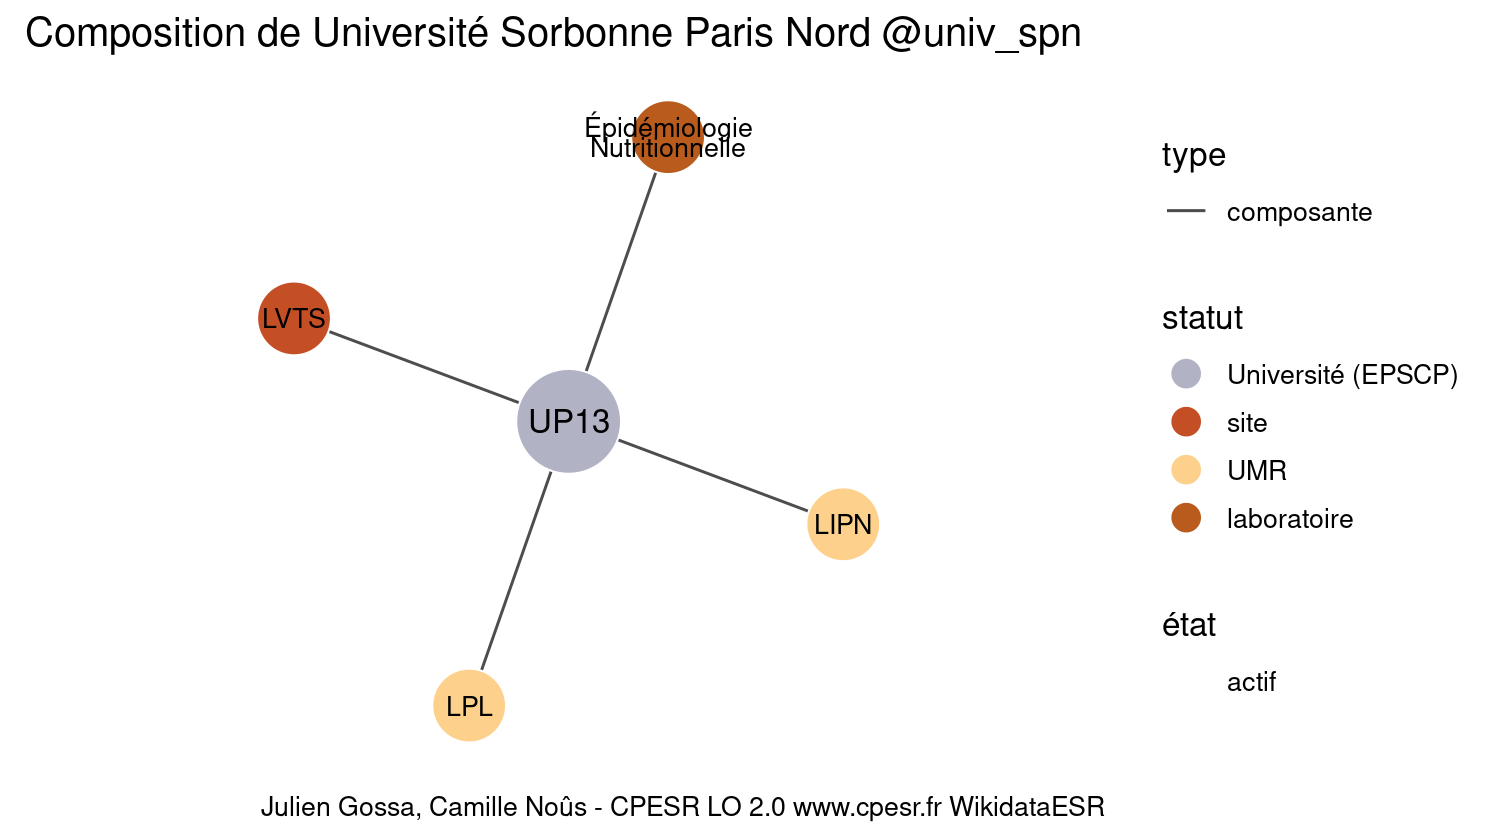 Composition de Université Sorbonne Paris Nord @univ_spn
Épidémiologie
Nutritionnelle
LVTS
UP13
LIPN
LPL
type
composante
statut
Université (EPSCP)
site
UMR
laboratoire
état
actif
Julien Gossa, Camille Noûs - CPESR LO 2.0 www.cpesr.fr WikidataESR